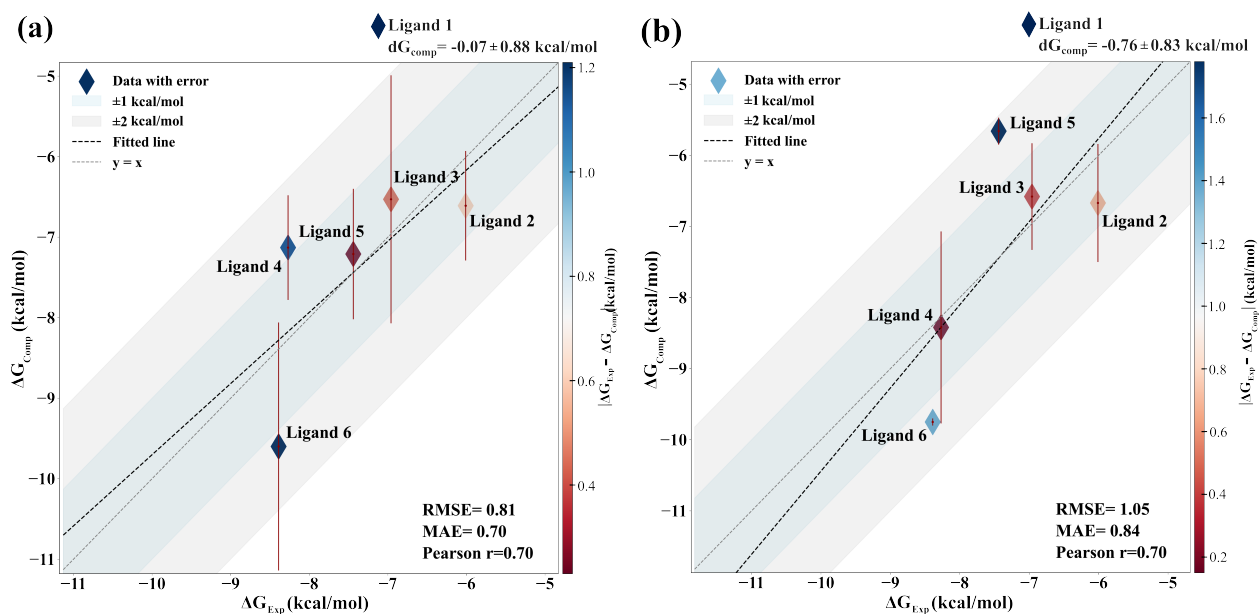 (a)
Ligand 1
dG_comp= -0.07 ± 0.88 kcal/mol
Data with error
±1 kcal/mol
±2 kcal/mol
Fitted line
y = x
Ligand 3
Ligand 5
Ligand 2
Ligand 4
Ligand 6
RMSE= 0.81
MAE= 0.70
Pearson r=0.70
ΔG_Comp (kcal/mol)
−5
−6
−7
−8
−9
−10
−11
−11
−10
−9
−8
−7
−6
−5
ΔG_Exp (kcal/mol)
1.2
1.0
0.8
0.6
0.4
|ΔG_Exp − ΔG_Comp| (kcal/mol)
(b)
Ligand 1
dG_comp= -0.76 ± 0.83 kcal/mol
Data with error
±1 kcal/mol
±2 kcal/mol
Fitted line
y = x
Ligand 5
Ligand 3
Ligand 2
Ligand 4
Ligand 6
RMSE= 1.05
MAE= 0.84
Pearson r=0.70
ΔG_Comp (kcal/mol)
−5
−6
−7
−8
−9
−10
−11
−11
−10
−9
−8
−7
−6
−5
ΔG_Exp (kcal/mol)
1.6
1.4
1.2
1.0
0.8
0.6
0.4
0.2
|ΔG_Exp − ΔG_Comp| (kcal/mol)